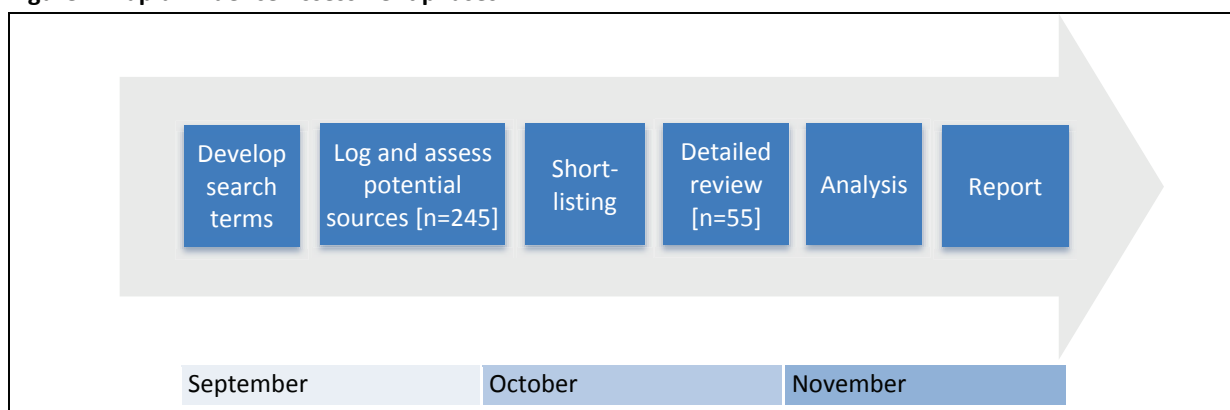 Develop
search
terms
Log and assess
potential
sources [n=245]
Short-
listing
Detailed
review
[n=55]
Analysis
Report
September
October
November